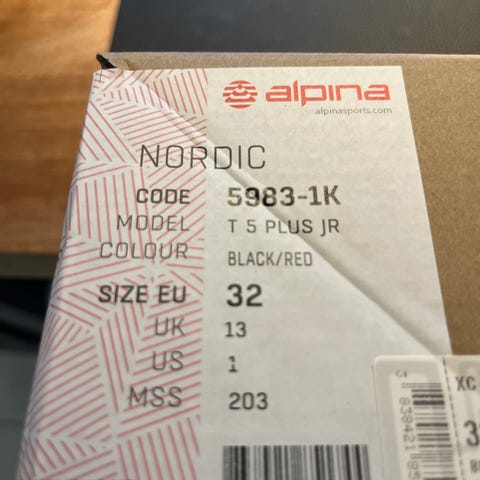 alpina
alpinasports.com
NORDIC
CODE 5983-1K
MODEL T 5 PLUS JR
COLOUR BLACK/RED
SIZE EU 32
UK 13
US 1
MSS 203
XC